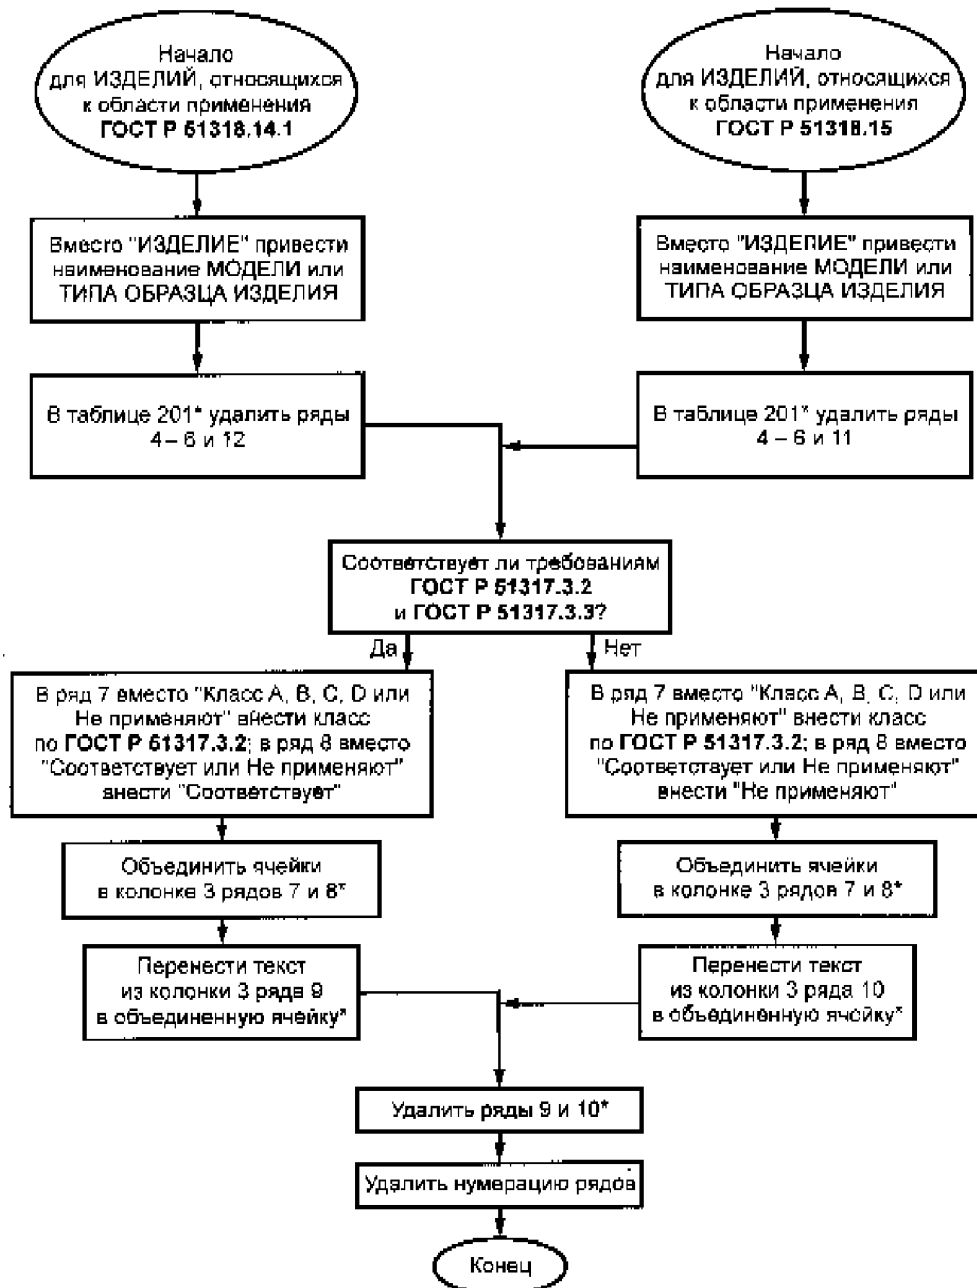 Начало
для ИЗДЕЛИЙ, относящихся
к области применения
ГОСТ Р 51318.14.1
Начало
для ИЗДЕЛИЙ, относящихся
к области применения
ГОСТ Р 51318.15
Вместо "ИЗДЕЛИЕ" привести
наименование МОДЕЛИ или
ТИПА ОБРАЗЦА ИЗДЕЛИЯ
Вместо "ИЗДЕЛИЕ" привести
наименование МОДЕЛИ или
ТИПА ОБРАЗЦА ИЗДЕЛИЯ
В таблице 201* удалить ряды
4 – 6 и 12
В таблице 201* удалить ряды
4 – 6 и 11
Соответствует ли требованиям
ГОСТ Р 51317.3.2
и ГОСТ Р 51317.3.3?
Да
Нет
В ряд 7 вместо "Класс А, В, С, D или
Не применяют" внести класс
по ГОСТ Р 51317.3.2; в ряд 8 вместо
"Соответствует или Не применяют"
внести "Соответствует"
В ряд 7 вместо "Класс А, В, С, D или
Не применяют" внести класс
по ГОСТ Р 51317.3.2; в ряд 8 вместо
"Соответствует или Не применяют"
внести "Не применяют"
Объединить ячейки
в колонке 3 рядов 7 и 8*
Объединить ячейки
в колонке 3 рядов 7 и 8*
Перенести текст
из колонки 3 ряда 9
в объединенную ячейку*
Перенести текст
из колонки 3 ряда 10
в объединенную ячейку*
Удалить ряды 9 и 10*
Удалить нумерацию рядов
Конец